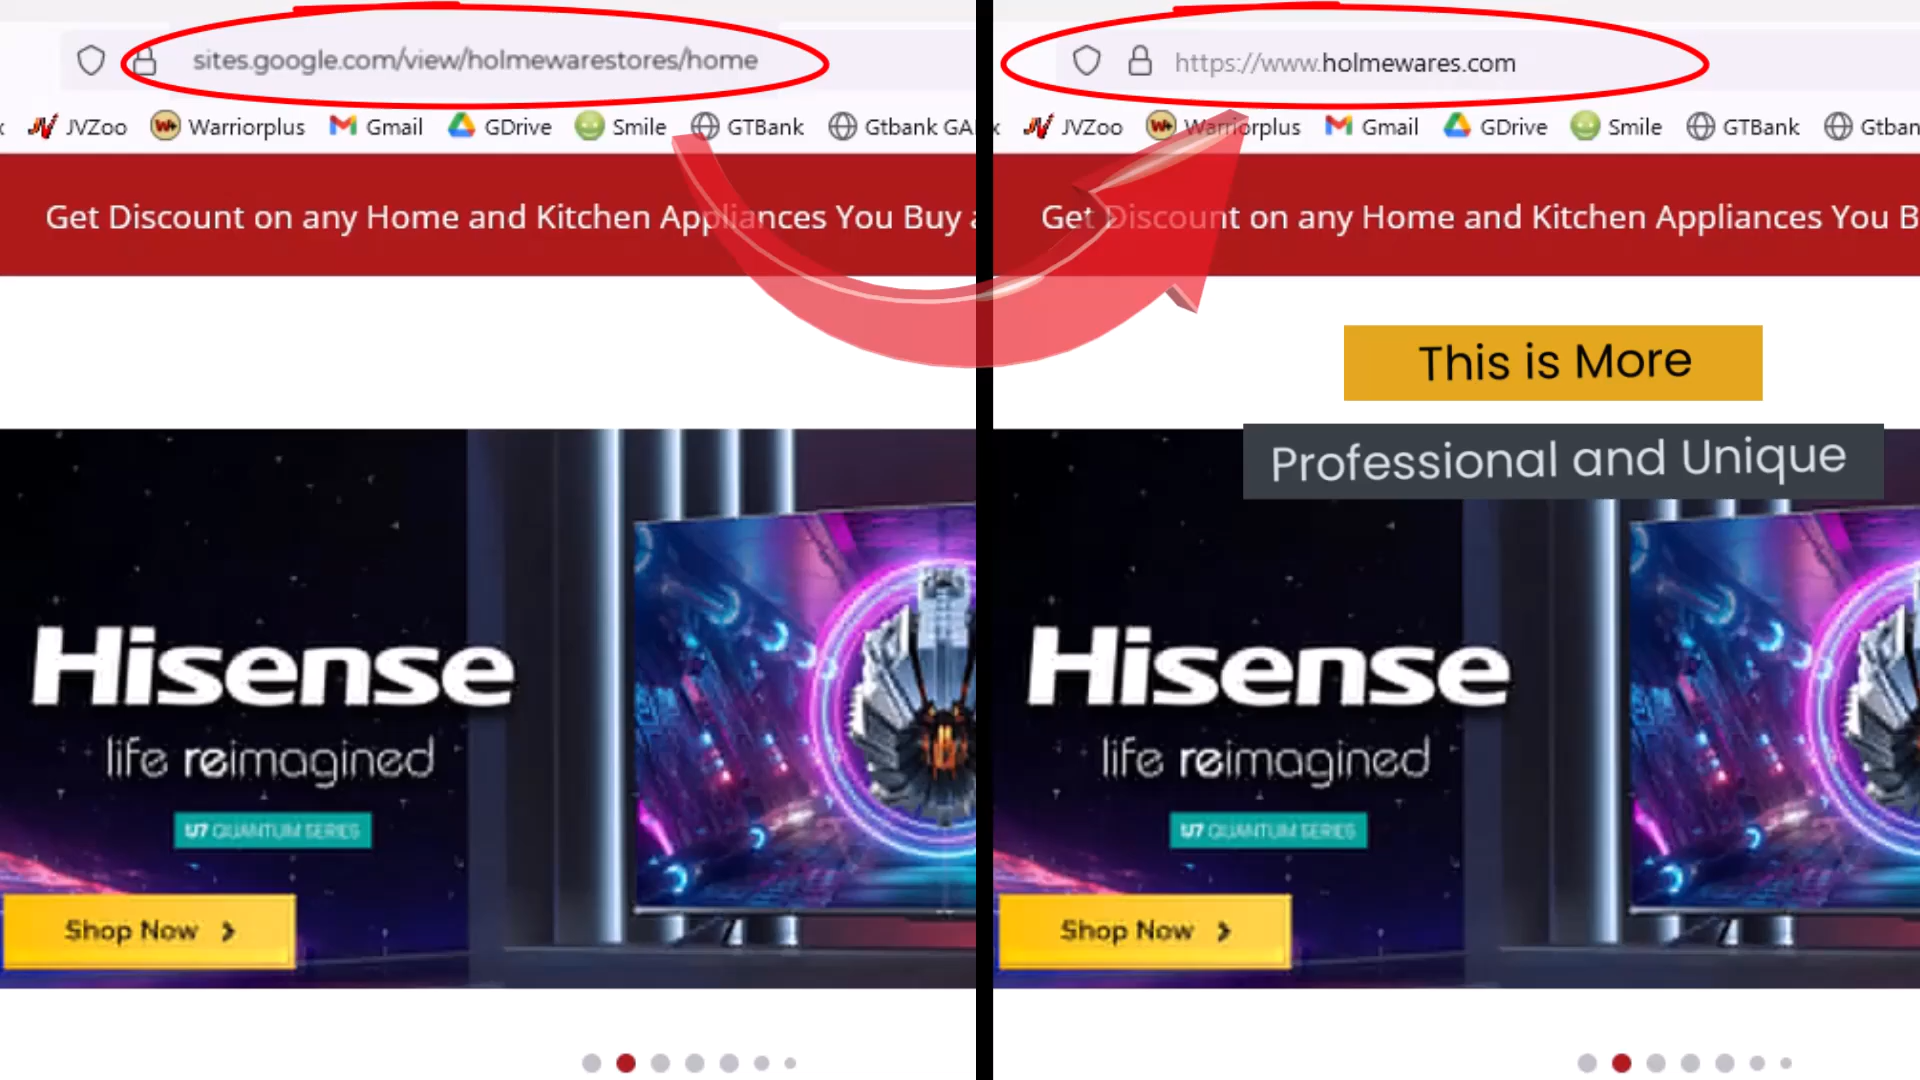 sites.google.com/view/holmewarestores/home
JVZoo Warriorplus Gmail GDrive Smile GTBank Gtbank GA
Get Discount on any Home and Kitchen Appliances You Buy
Hisense
life reimagined
U7 QUANTUM SERIES
Shop Now
https://www.holmewares.com
JVZoo Warriorplus Gmail GDrive Smile GTBank Gtban
Get Discount on any Home and Kitchen Appliances You B
This is More
Professional and Unique
Hisense
life reimagined
U7 QUANTUM SERIES
Shop Now